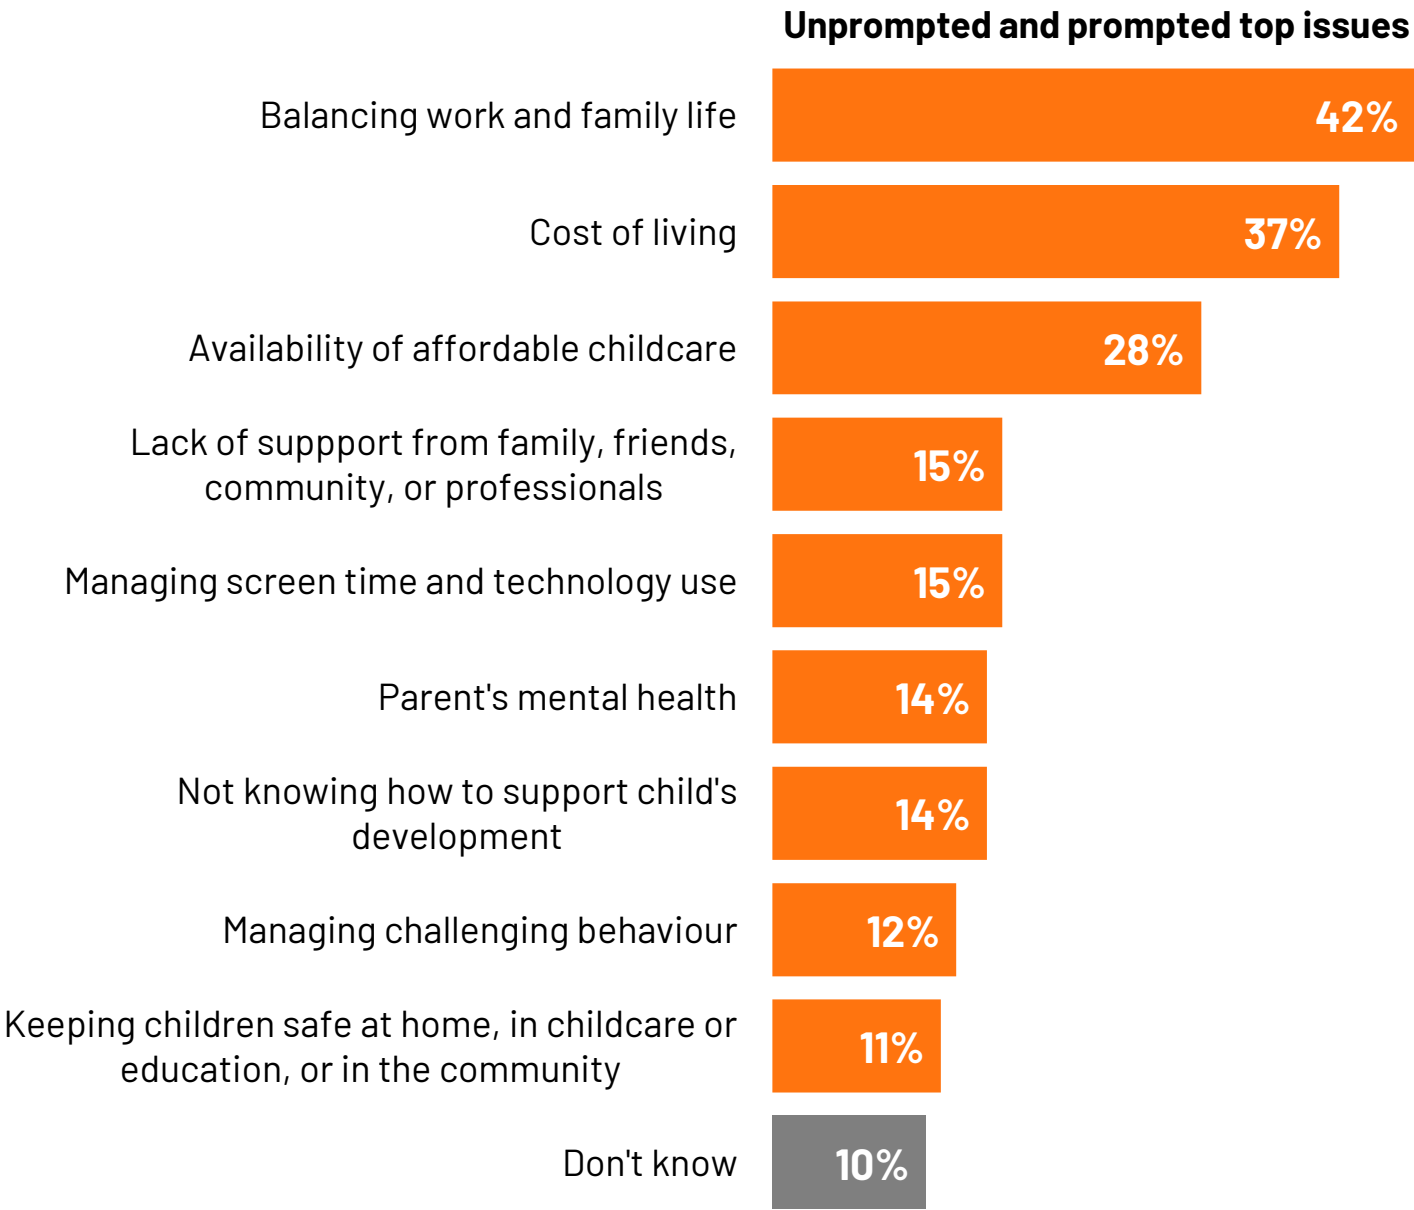 Unprompted and prompted top issues
Balancing work and family life
42%
Cost of living
37%
Availability of affordable childcare
28%
Lack of suppport from family, friends,
community, or professionals
15%
Managing screen time and technology use
15%
Parent's mental health
14%
Not knowing how to support child's
development
14%
Managing challenging behaviour
12%
Keeping children safe at home, in childcare or
education, or in the community
11%
Don't know
10%